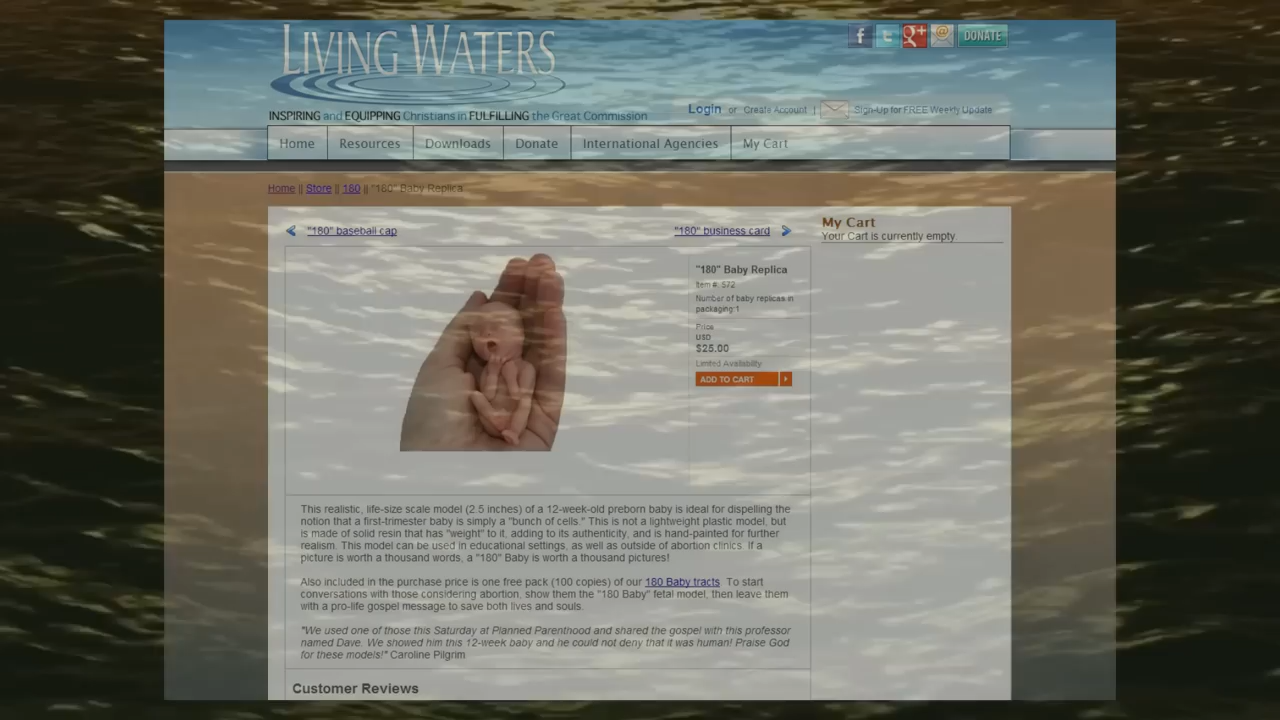 LIVING WATERS
DONATE
INSPIRING and EQUIPPING Christians in FULFILLING the Great Commission
Login or Create Account | Sign-Up for FREE Weekly Update
Home Resources Downloads Donate International Agencies My Cart
Home || Store || 180 || "180" Baby Replica
"180" baseball cap
"180" business card
My Cart
Your Cart is currently empty
"180" Baby Replica
Item #: 572
Number of baby replicas in
packaging:1
Price
USD
$25.00
Limited Availability
ADD TO CART
This realistic, life-size scale model (2.5 inches) of a 12-week-old preborn baby is ideal for dispelling the
notion that a first-trimester baby is simply a "bunch of cells." This is not a lightweight plastic model, but
is made of solid resin that has "weight" to it, adding to its authenticity, and is hand-painted for further
realism. This model can be used in educational settings, as well as outside of abortion clinics. If a
picture is worth a thousand words, a "180" Baby is worth a thousand pictures!
Also included in the purchase price is one free pack (100 copies) of our 180 Baby tracts. To start
conversations with those considering abortion, show them the "180 Baby" fetal model, then leave them
with a pro-life gospel message to save both lives and souls.
"We used one of those this Saturday at Planned Parenthood and shared the gospel with this professor
named Dave. We showed him this 12-week baby and he could not deny that it was human! Praise God
for these models!" Caroline Pilgrim
Customer Reviews